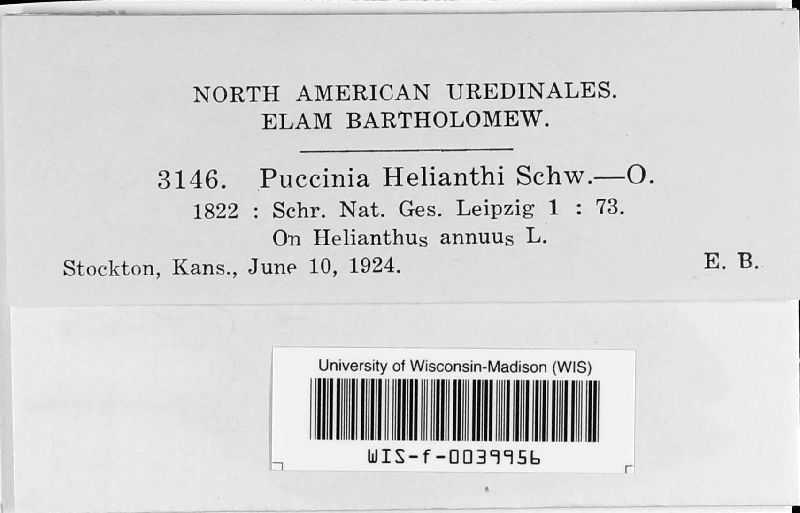 NORTH AMERICAN UREDINALES.
ELAM BARTHOLOMEW.
3146. Puccinia Helianthi Schw.—O.
1822 : Schr. Nat. Ges. Leipzig 1 : 73.
On Helianthus annuus L.
Stockton, Kans., June 10, 1924. E. B.
University of Wisconsin-Madison (WIS)
WIS-f-0039956